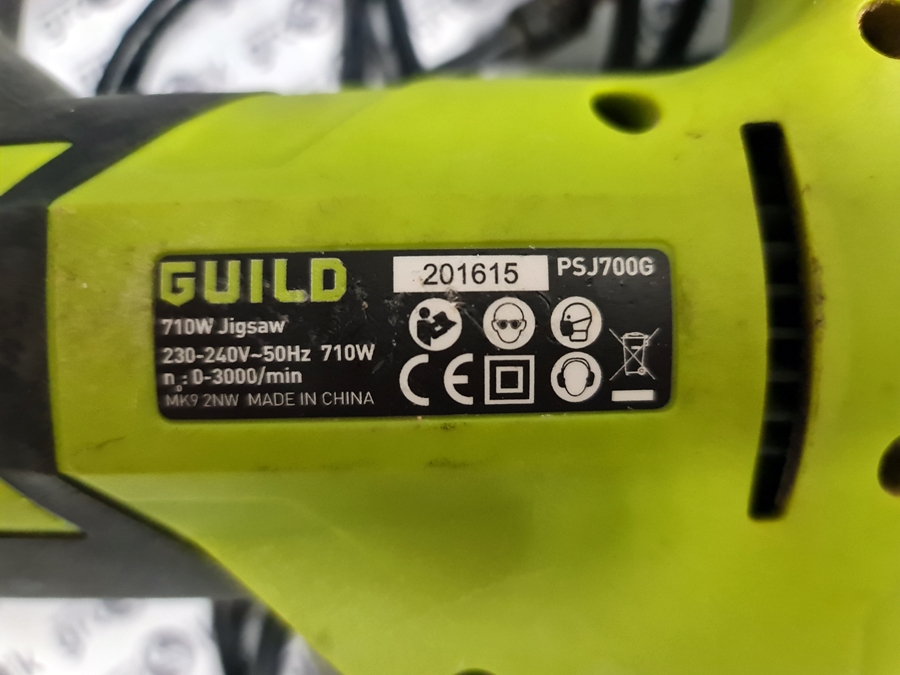 GUILD
201615
PSJ700G
710W Jigsaw
230-240V~50Hz 710W
n₀: 0-3000/min
MK9 2NW MADE IN CHINA
CE